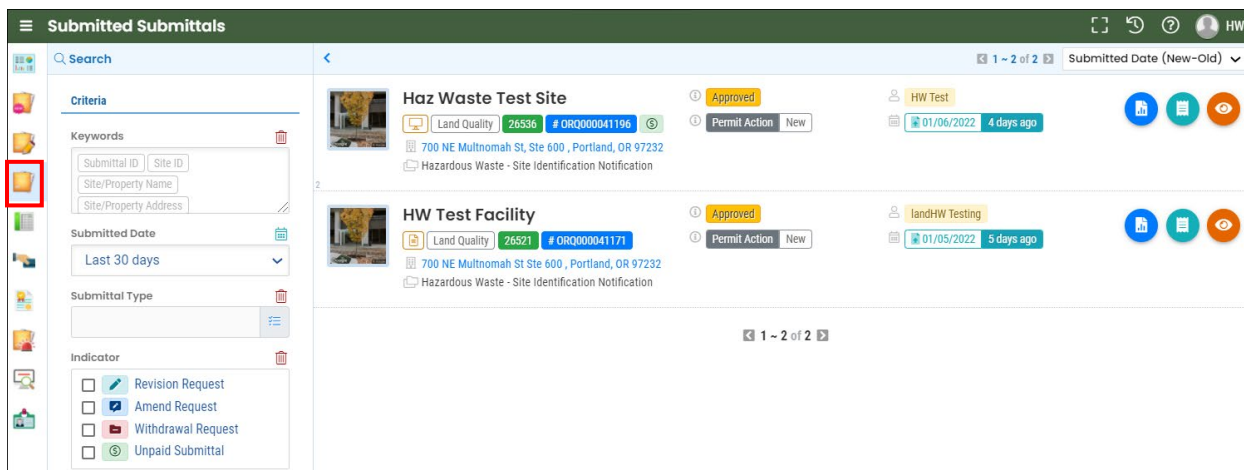 Submitted Submittals
HW
Search
1 ~ 2 of 2
Submitted Date (New-Old)
Criteria
Keywords
Submittal ID Site ID
Site/Property Name
Site/Property Address
Submitted Date
Last 30 days
Submittal Type
Indicator
Revision Request
Amend Request
Withdrawal Request
Unpaid Submittal
Haz Waste Test Site
Approved
HW Test
Land Quality 26536 # ORQ000041196
Permit Action New
01/06/2022 4 days ago
700 NE Multnomah St, Ste 600 , Portland, OR 97232
Hazardous Waste - Site Identification Notification
2
HW Test Facility
Approved
landHW Testing
Land Quality 26521 # ORQ000041171
Permit Action New
01/05/2022 5 days ago
700 NE Multnomah St Ste 600 , Portland, OR 97232
Hazardous Waste - Site Identification Notification
1 ~ 2 of 2